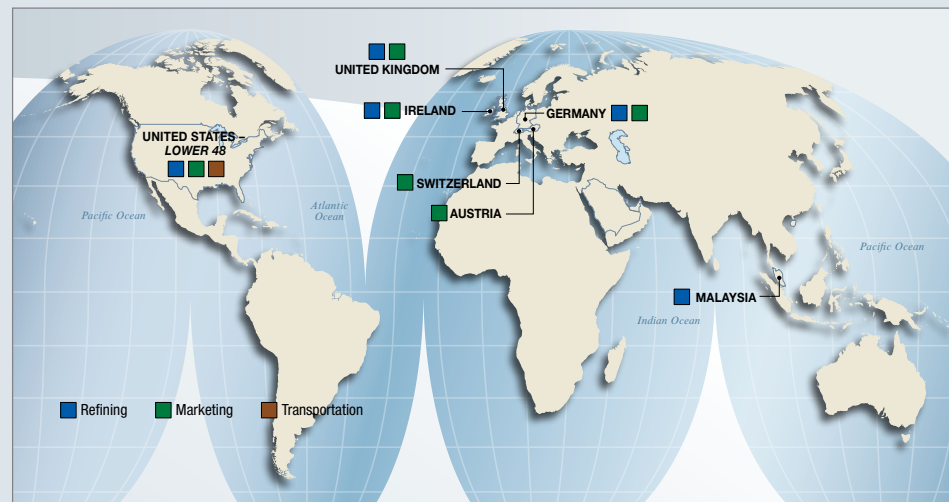 UNITED KINGDOM
IRELAND
GERMANY
UNITED STATES –
LOWER 48
SWITZERLAND
AUSTRIA
Pacific Ocean
Atlantic
Ocean
Pacific Ocean
MALAYSIA
Indian Ocean
Refining
Marketing
Transportation